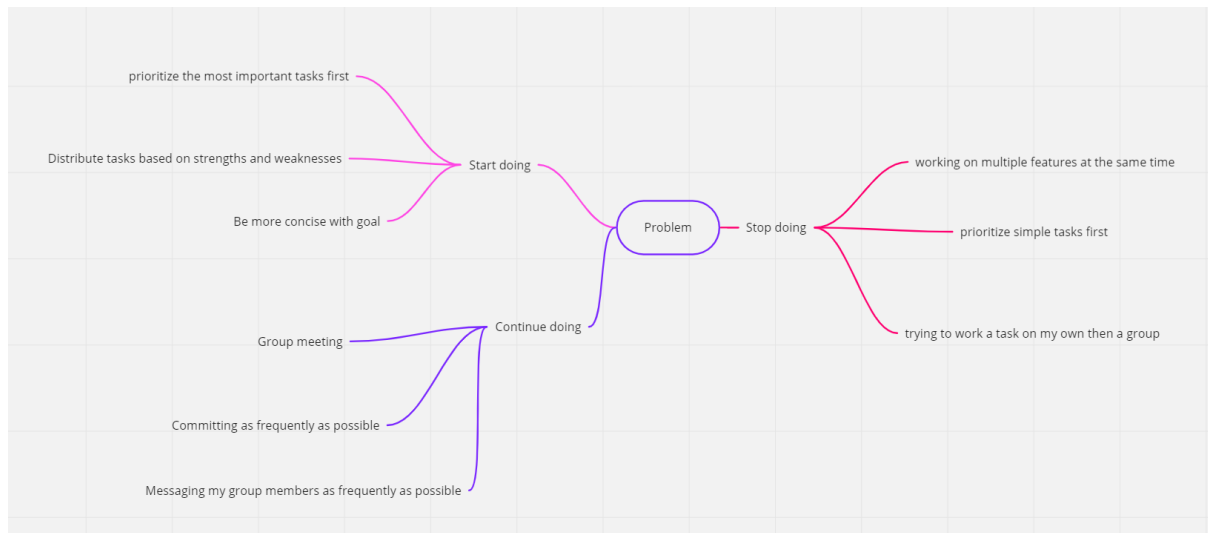 prioritize the most important tasks first
Distribute tasks based on strengths and weaknesses
Be more concise with goal
Start doing
Problem
Stop doing
working on multiple features at the same time
prioritize simple tasks first
trying to work a task on my own then a group
Continue doing
Group meeting
Committing as frequently as possible
Messaging my group members as frequently as possible